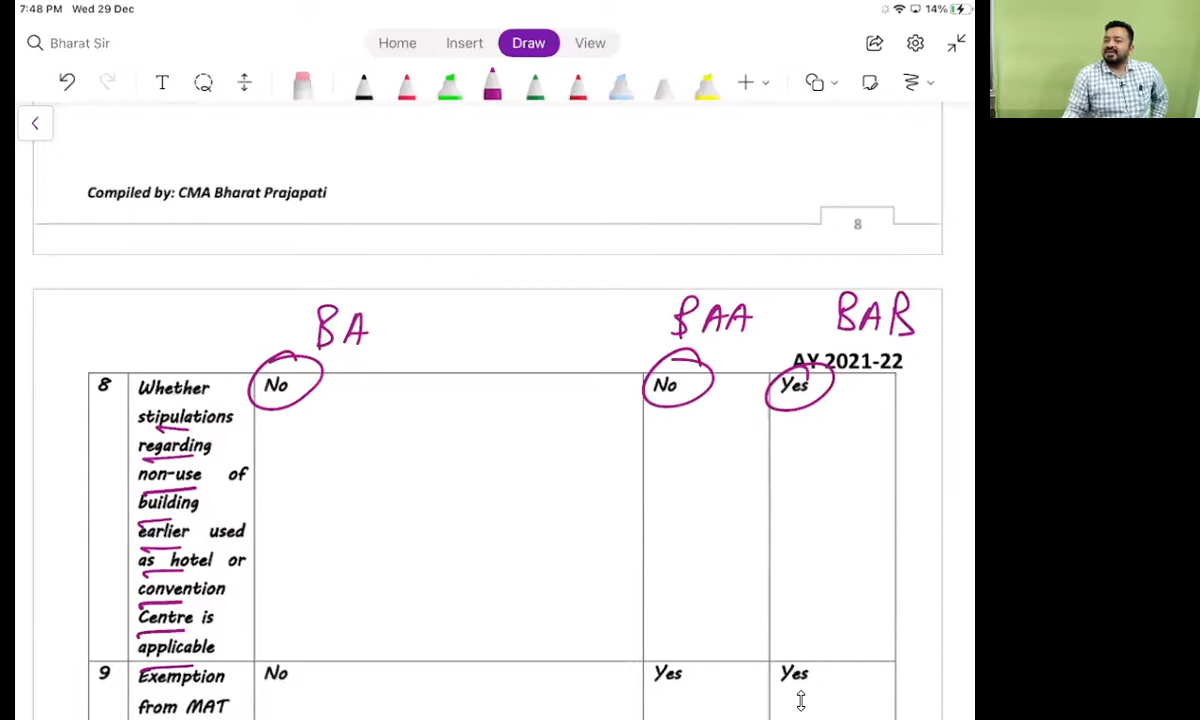 7:48 PM Wed 29 Dec
14%
Bharat Sir
Home Insert Draw View
T
Compiled by: CMA Bharat Prajapati
8
BA BAA BAB
AY 2021-22
8 Whether No No Yes
stipulations
regarding
non-use of
building
earlier used
as hotel or
convention
Centre is
applicable
9 Exemption No Yes Yes
from MAT